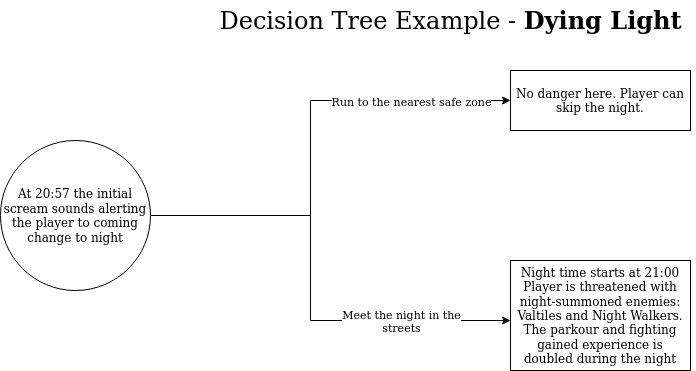 Decision Tree Example - Dying Light
No danger here. Player can
skip the night.
Run to the nearest safe zone
At 20:57 the initial
scream sounds alerting
the player to coming
change to night
Night time starts at 21:00
Player is threatened with
night-summoned enemies:
Valtiles and Night Walkers.
The parkour and fighting
gained experience is
doubled during the night
Meet the night in the
streets